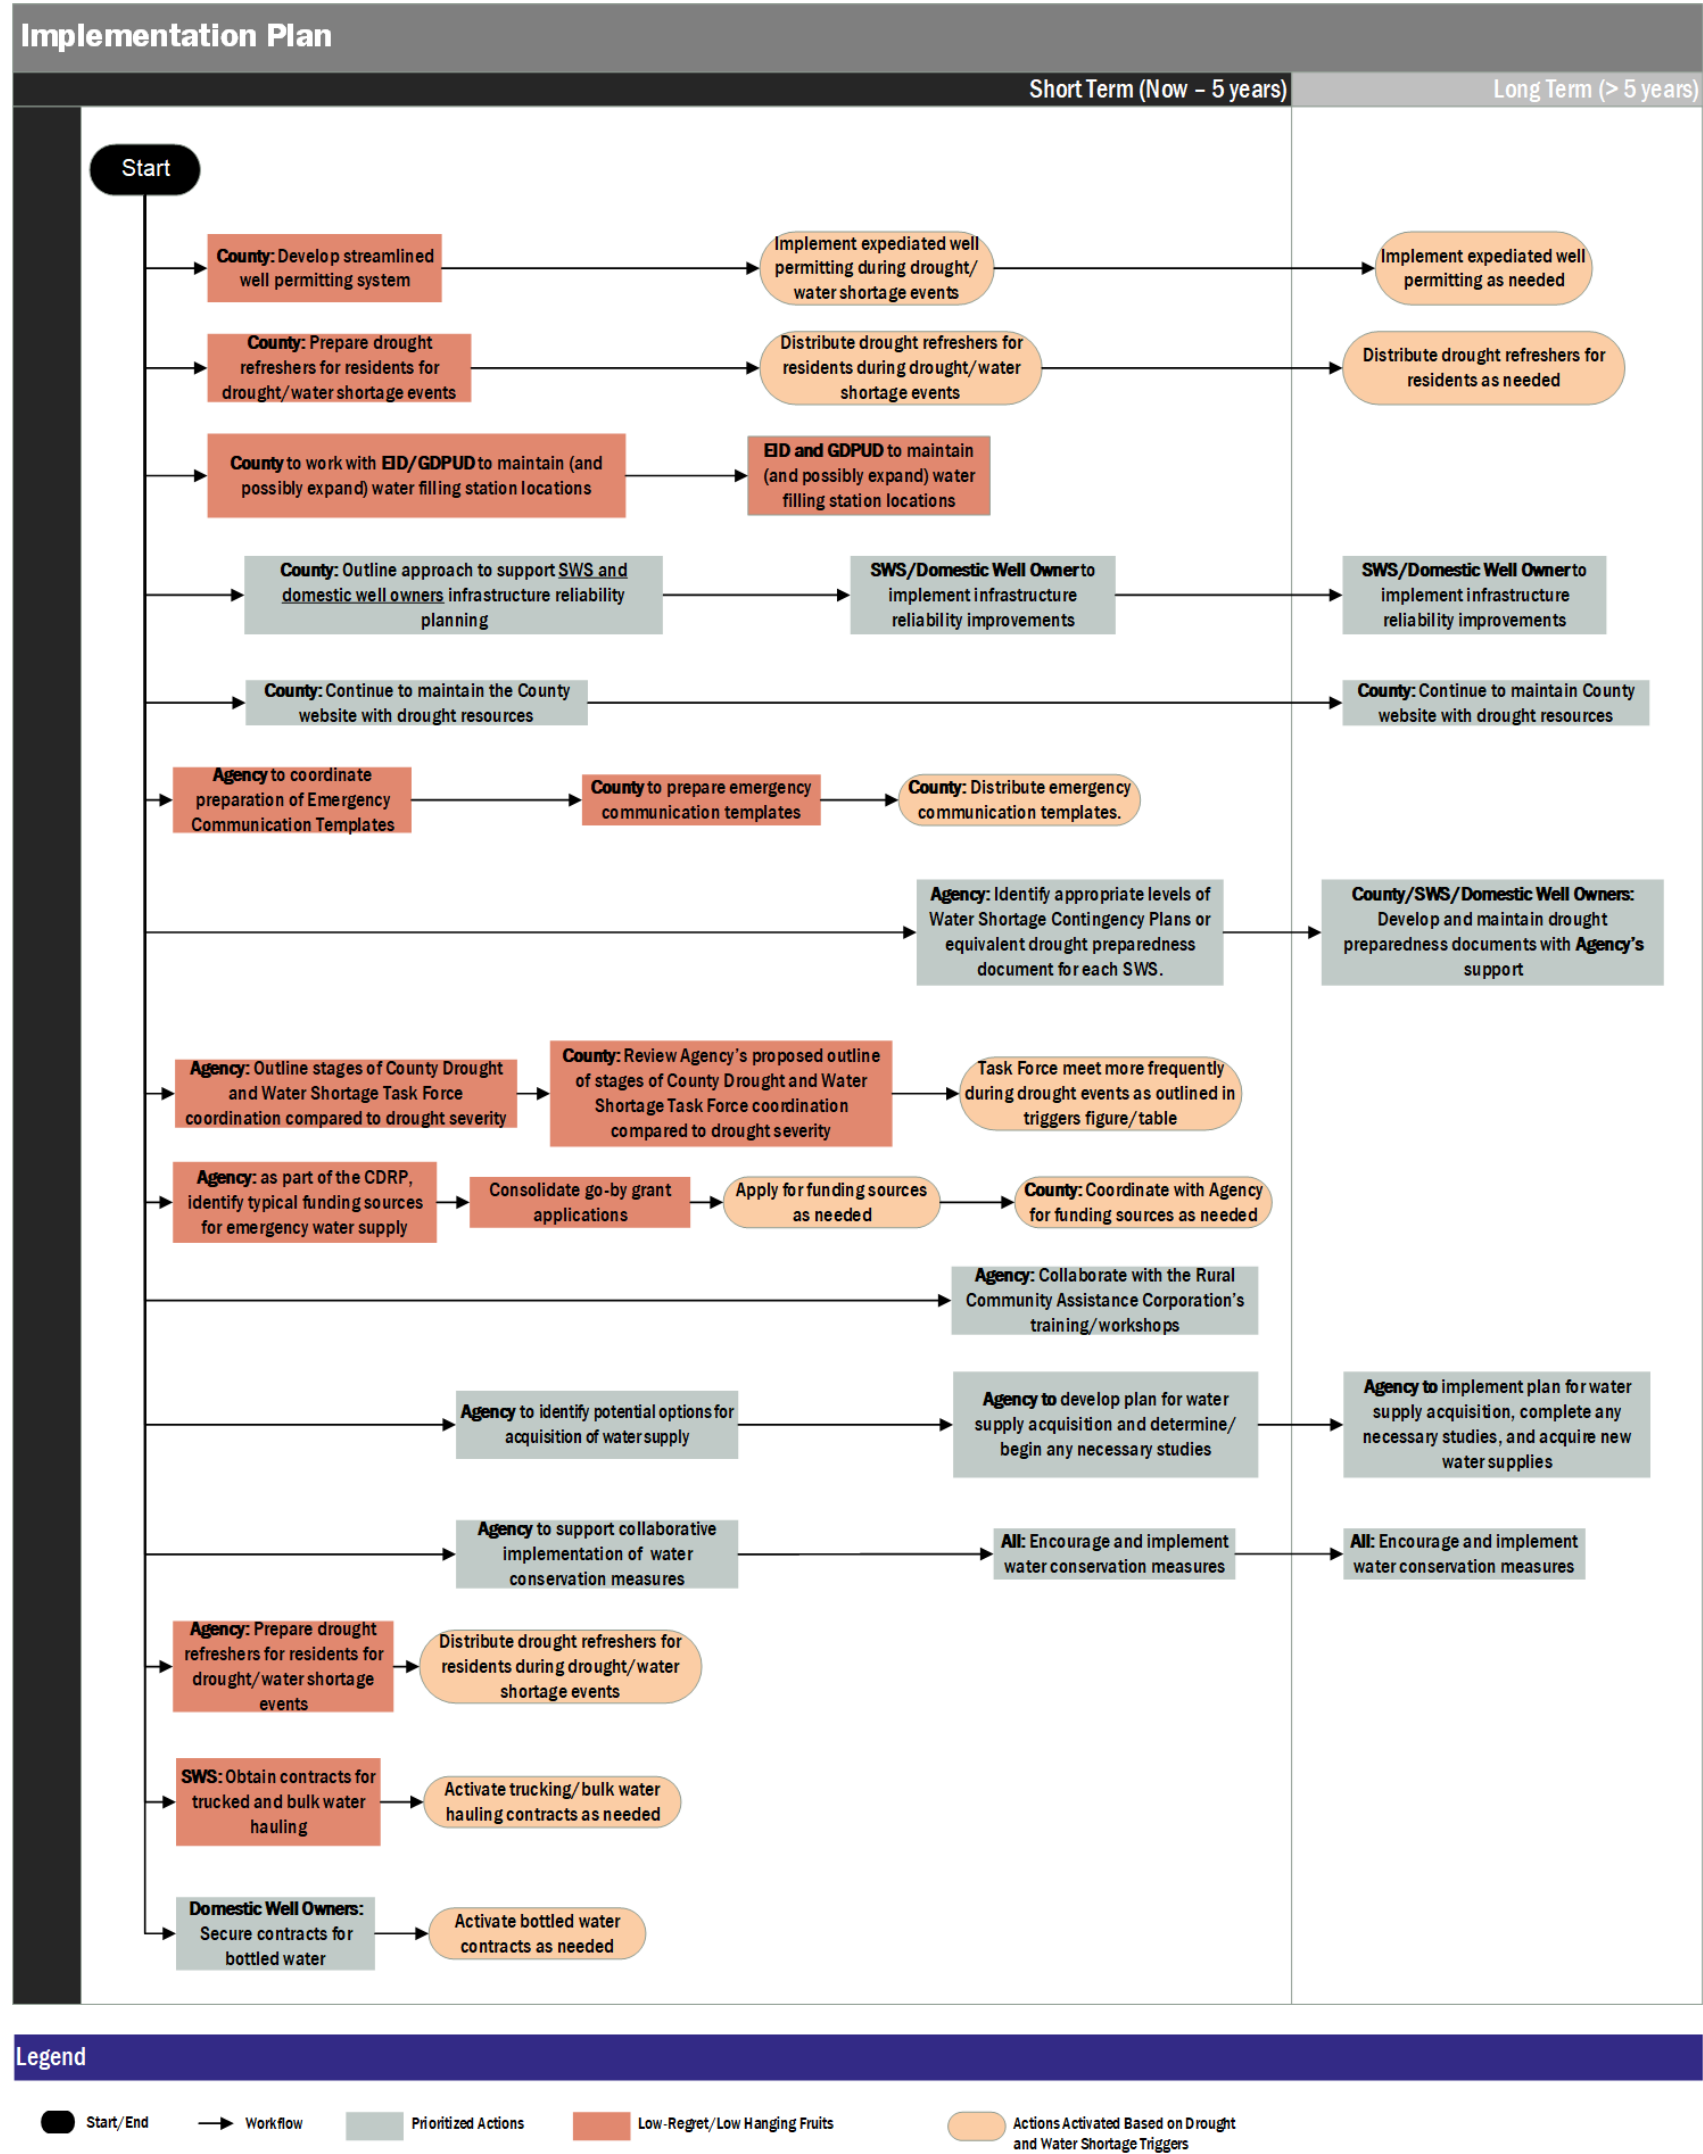 Implementation Plan
Short Term (Now – 5 years)
Long Term (> 5 years)
Start
County: Develop streamlined
well permitting system
Implement expediated well
permitting during drought/
water shortage events
Implement expediated well
permitting as needed
County: Prepare drought
refreshers for residents for
drought/water shortage events
Distribute drought refreshers for
residents during drought/water
shortage events
Distribute drought refreshers for
residents as needed
County to work with EID/GDPUD to maintain (and
possibly expand) water filling station locations
EID and GDPUD to maintain
(and possibly expand) water
filling station locations
County: Outline approach to support SWS and
domestic well owners infrastructure reliability
planning
SWS/Domestic Well Owner to
implement infrastructure
reliability improvements
SWS/Domestic Well Owner to
implement infrastructure
reliability improvements
County: Continue to maintain the County
website with drought resources
County: Continue to maintain County
website with drought resources
Agency to coordinate
preparation of Emergency
Communication Templates
County to prepare emergency
communication templates
County: Distribute emergency
communication templates.
Agency: Identify appropriate levels of
Water Shortage Contingency Plans or
equivalent drought preparedness
document for each SWS.
County/SWS/Domestic Well Owners:
Develop and maintain drought
preparedness documents with Agency's
support
Agency: Outline stages of County Drought
and Water Shortage Task Force
coordination compared to drought severity
County: Review Agency's proposed outline
of stages of County Drought and Water
Shortage Task Force coordination
compared to drought severity
Task Force meet more frequently
during drought events as outlined in
triggers figure/table
Agency: as part of the CDRP,
identify typical funding sources
for emergency water supply
Consolidate go-by grant
applications
Apply for funding sources
as needed
County: Coordinate with Agency
for funding sources as needed
Agency: Collaborate with the Rural
Community Assistance Corporation's
training/workshops
Agency to identify potential options for
acquisition of water supply
Agency to develop plan for water
supply acquisition and determine/
begin any necessary studies
Agency to implement plan for water
supply acquisition, complete any
necessary studies, and acquire new
water supplies
Agency to support collaborative
implementation of water
conservation measures
All: Encourage and implement
water conservation measures
All: Encourage and implement
water conservation measures
Agency: Prepare drought
refreshers for residents for
drought/water shortage
events
Distribute drought refreshers for
residents during drought/water
shortage events
SWS: Obtain contracts for
trucked and bulk water
hauling
Activate trucking/bulk water
hauling contracts as needed
Domestic Well Owners:
Secure contracts for
bottled water
Activate bottled water
contracts as needed
Legend
Start/End
Workflow
Prioritized Actions
Low-Regret/Low Hanging Fruits
Actions Activated Based on Drought
and Water Shortage Triggers